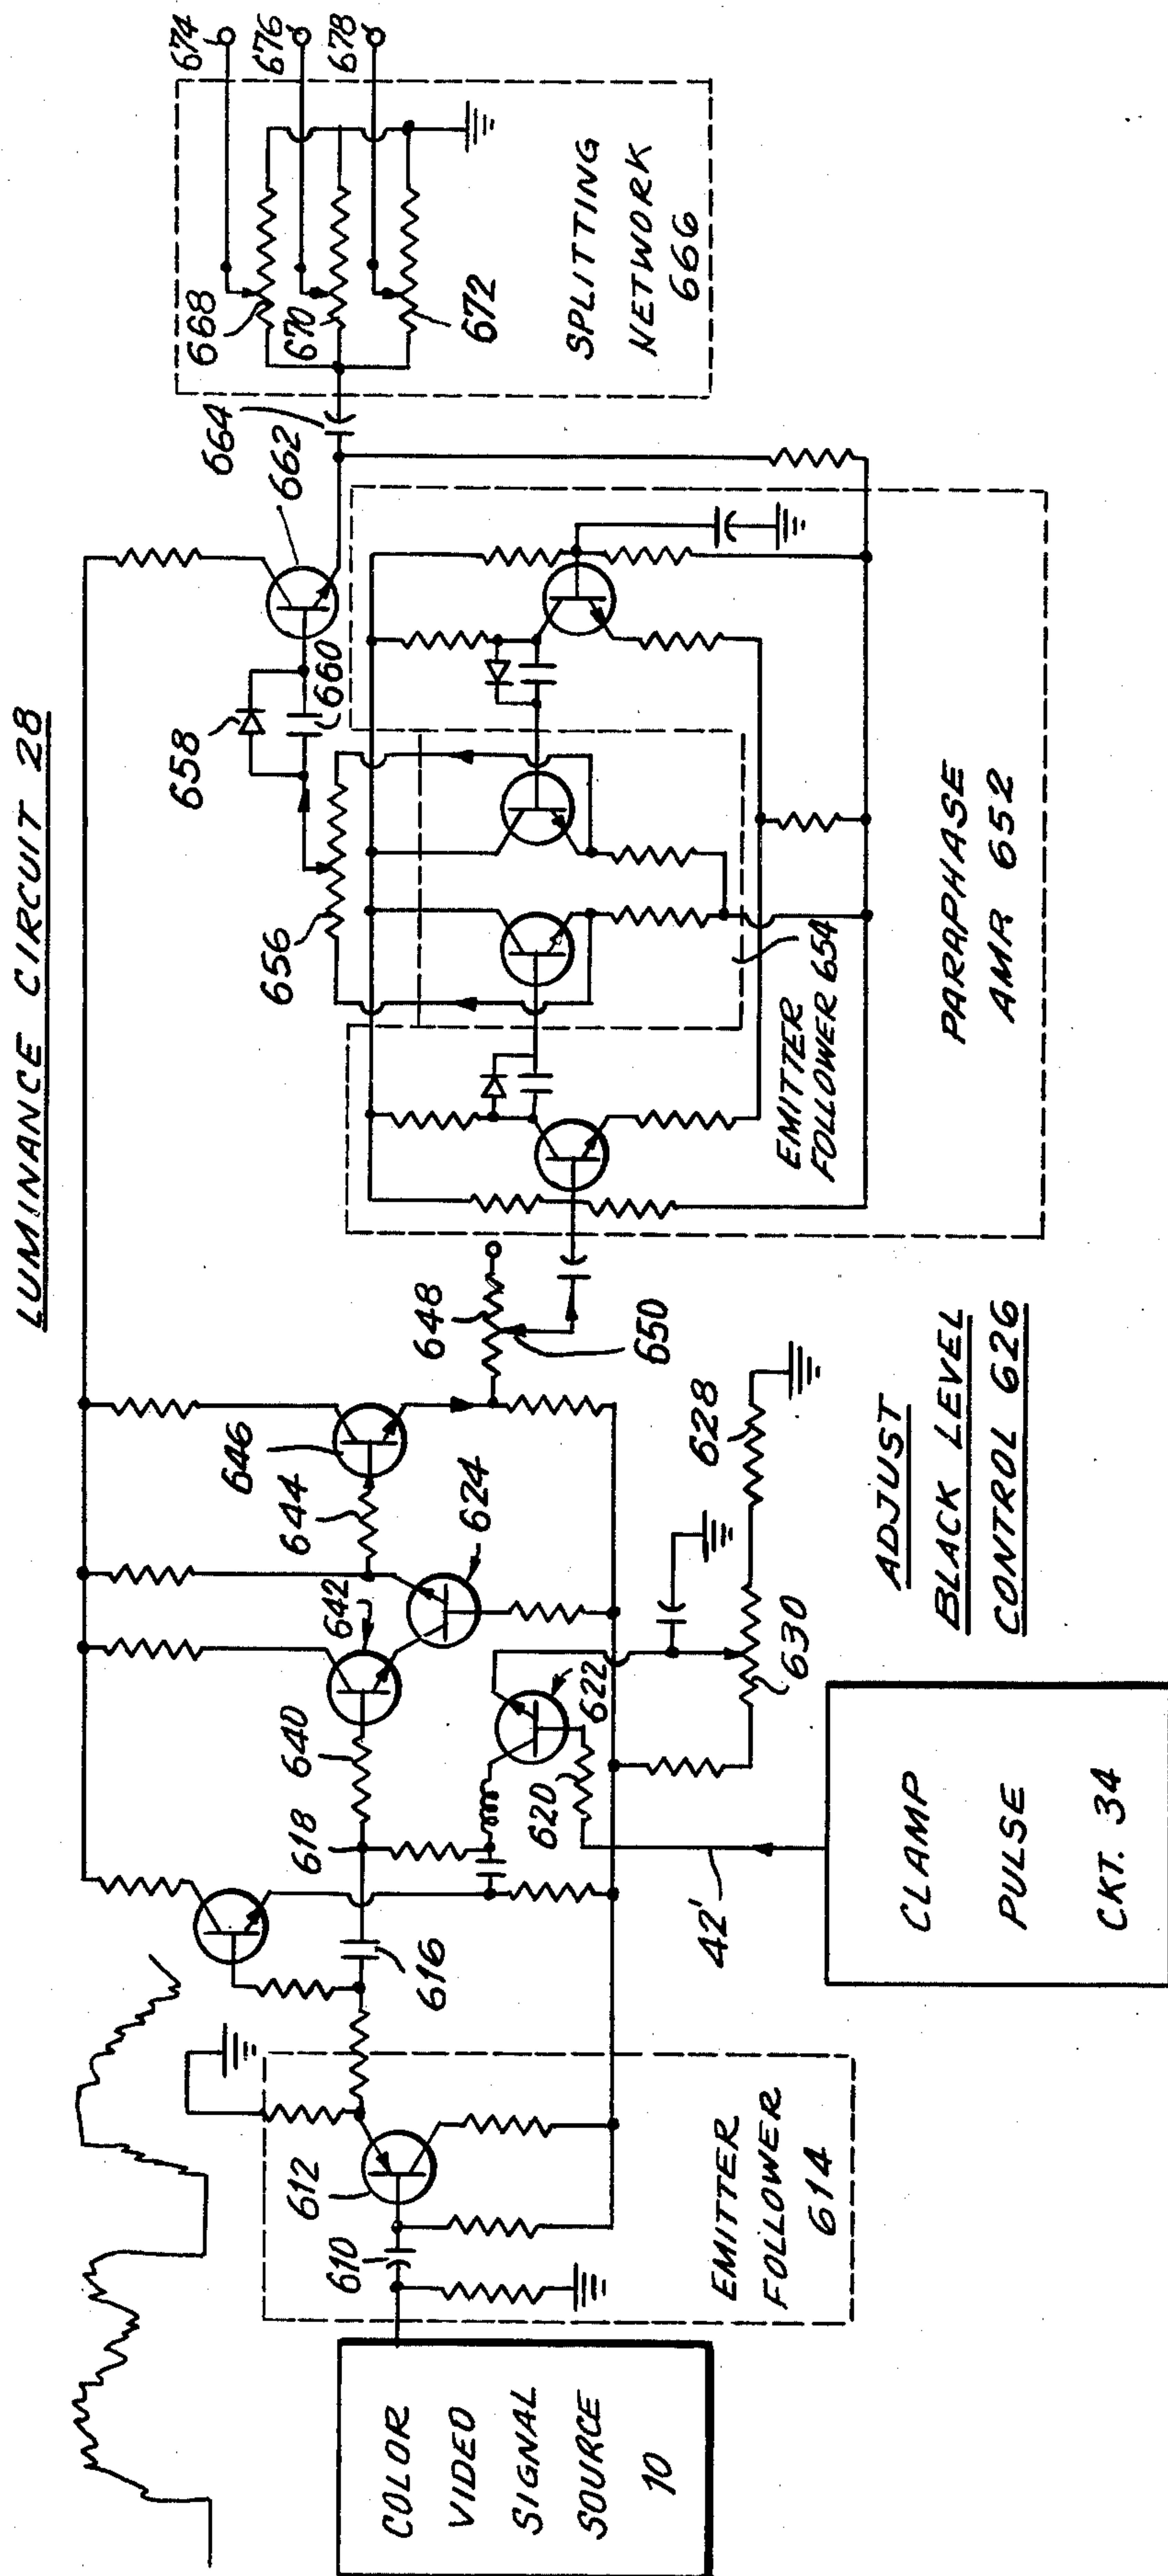 LUMINANCE CIRCUIT 28
COLOR
VIDEO
SIGNAL
SOURCE
10
610
612
EMITTER
FOLLOWER
614
616
618
640
642
620
622
42'
CLAMP
PULSE
CKT. 34
624
644
646
630
628
ADJUST
BLACK LEVEL
CONTROL 626
648
650
EMITTER
FOLLOWER 654
PARAPHASE
AMR 652
656
658
660
662
664
668
670
672
SPLITTING
NETWORK
666
674
676
678